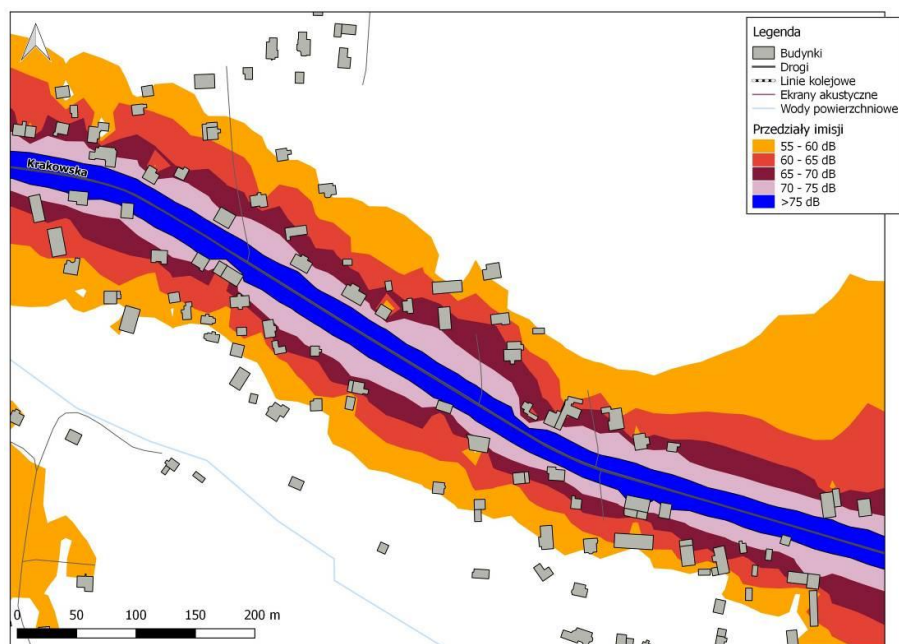 Legenda
Budynki
Drogi
Linie kolejowe
Ekrany akustyczne
Wody powierzchniowe
Przedziały imisji
55 - 60 dB
60 - 65 dB
65 - 70 dB
70 - 75 dB
>75 dB
Krakowska
0 50 100 150 200 m